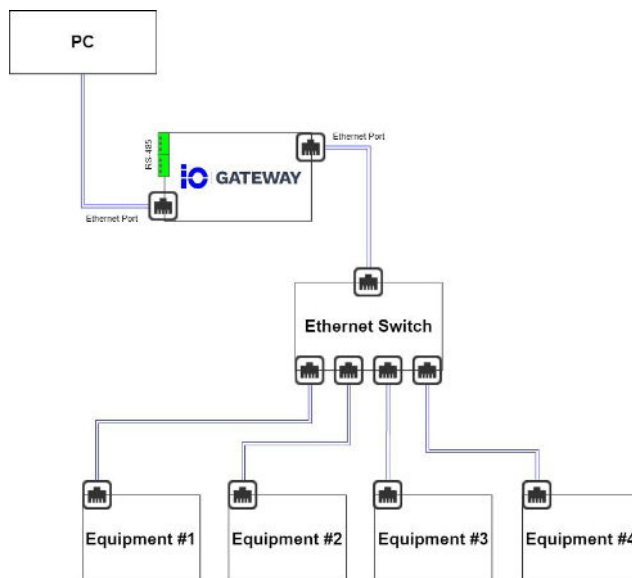 PC
RS-485
Ethernet Port
iO GATEWAY
Ethernet Port
Ethernet Switch
Equipment #1
Equipment #2
Equipment #3
Equipment #4